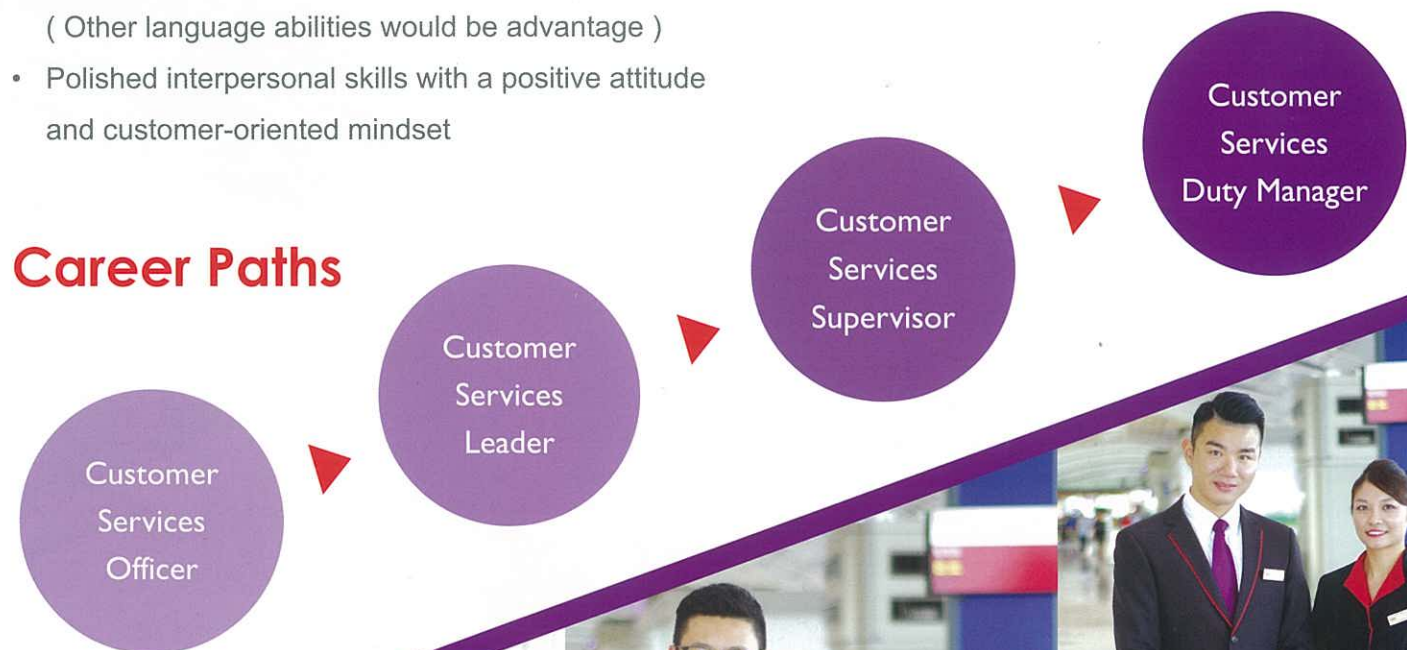 ( Other language abilities would be advantage )
• Polished interpersonal skills with a positive attitude
and customer-oriented mindset
Career Paths
Customer
Services
Officer
Customer
Services
Leader
Customer
Services
Supervisor
Customer
Services
Duty Manager